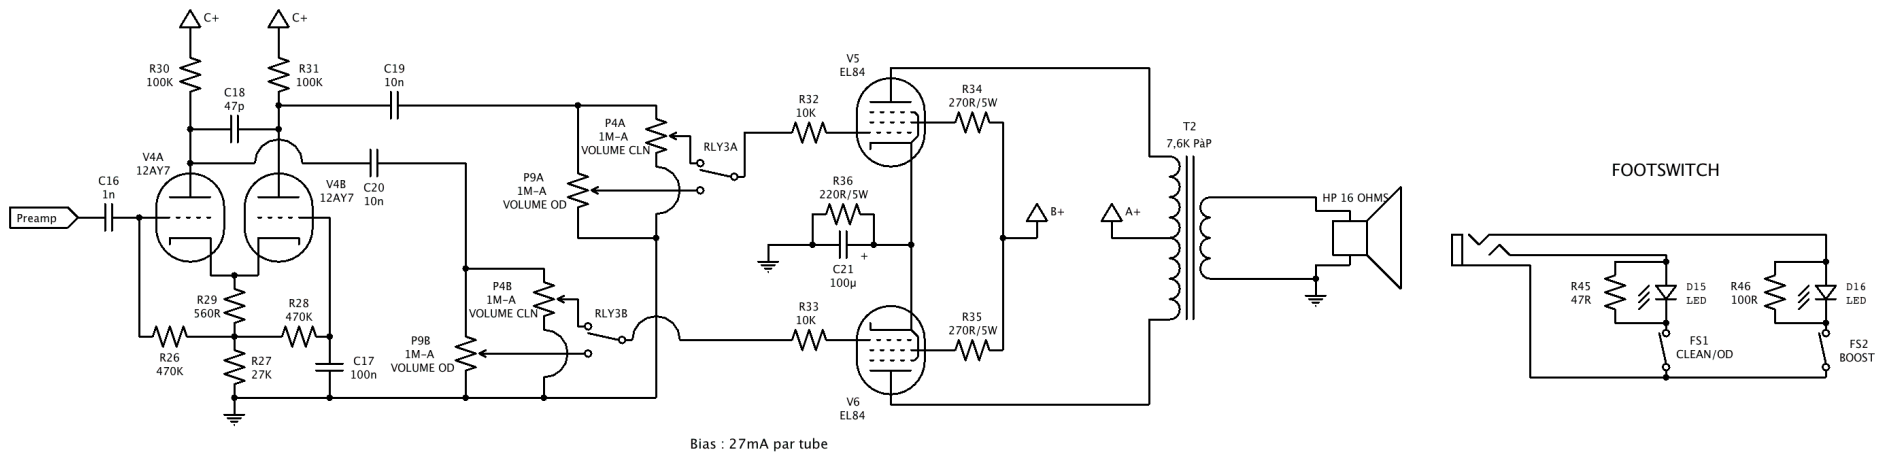 C+
C+
R30
100K
R31
100K
C18
47p
C19
10n
V4A
12AY7
V4B
12AY7
C16
1n
Preamp
C20
10n
R29
560R
R28
470K
R26
470K
R27
27K
C17
100n
P4A
1M-A
VOLUME CLN
RLY3A
P9A
1M-A
VOLUME OD
P4B
1M-A
VOLUME CLN
RLY3B
P9B
1M-A
VOLUME OD
R32
10K
V5
EL84
R34
270R/5W
R36
220R/5W
C21
100µ
+
B+
A+
R33
10K
R35
270R/5W
V6
EL84
T2
7,6K PàP
HP 16 OHMS
Bias : 27mA par tube
FOOTSWITCH
R45
47R
D15
LED
R46
100R
D16
LED
FS1
CLEAN/OD
FS2
BOOST